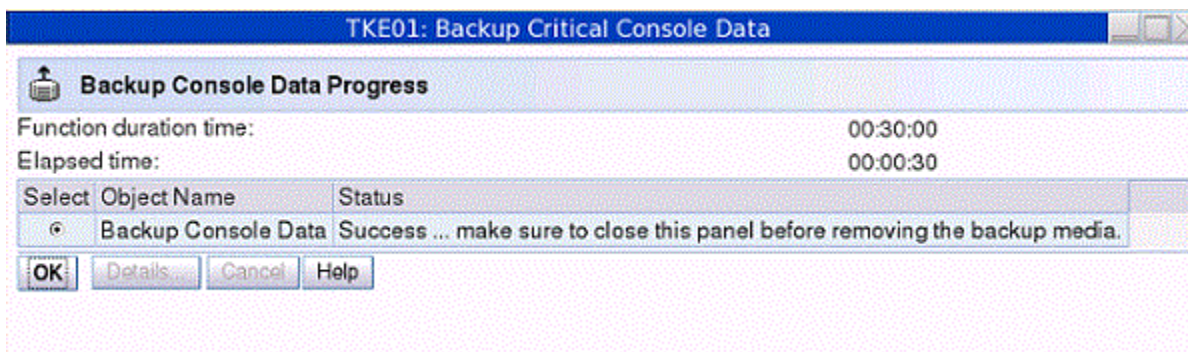 TKE01: Backup Critical Console Data
Backup Console Data Progress
Function duration time: 00:30:00
Elapsed time: 00:00:30
Select Object Name Status
Backup Console Data Success ... make sure to close this panel before removing the backup media.
OK Details... Cancel Help